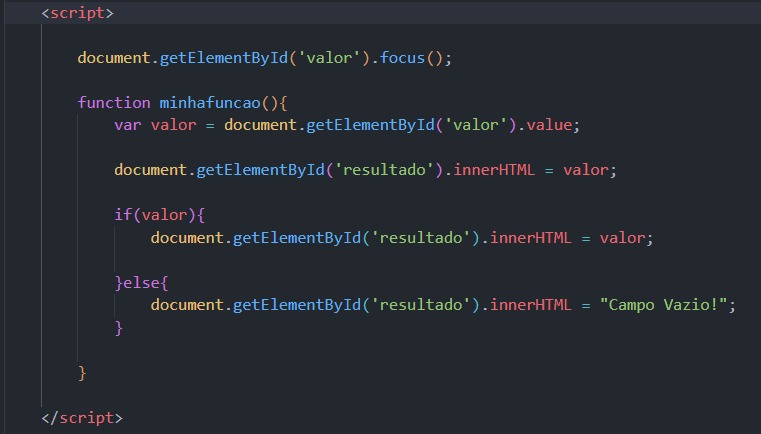 <script>
document.getElementById('valor').focus();
function minhafuncao(){
var valor = document.getElementById('valor').value;
document.getElementById('resultado').innerHTML = valor;
if(valor){
document.getElementById('resultado').innerHTML = valor;
}else{
document.getElementById('resultado').innerHTML = "Campo Vazio!";
}
}
</script>